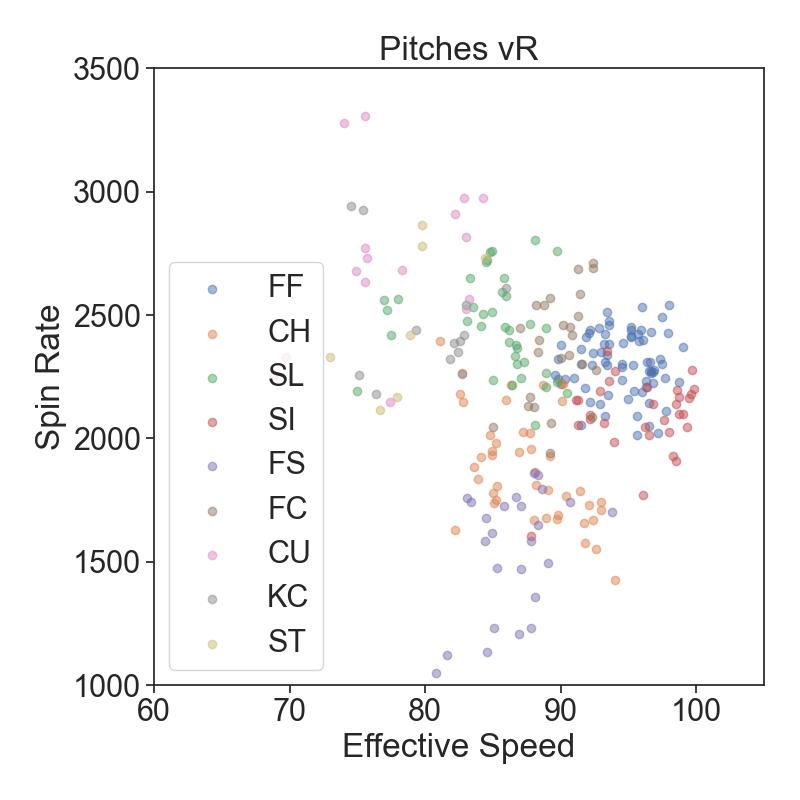 Pitches vR
3500
3000
2500
2000
1500
1000
Spin Rate
FF
CH
SL
SI
FS
FC
CU
KC
ST
60 70 80 90 100
Effective Speed